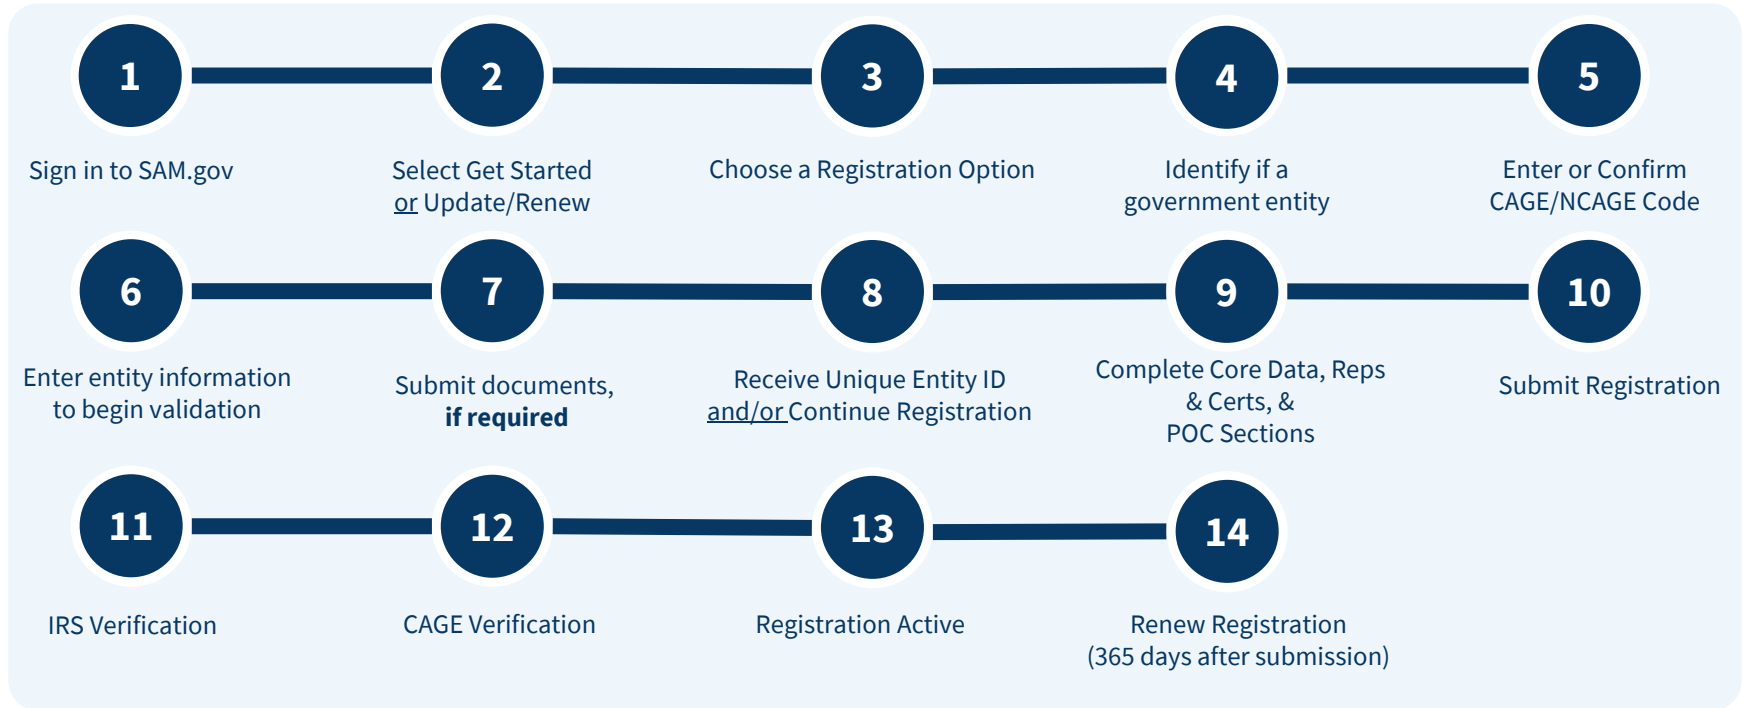 1
Sign in to SAM.gov
2
Select Get Started
or Update/Renew
3
Choose a Registration Option
4
Identify if a
government entity
5
Enter or Confirm
CAGE/NCAGE Code
6
Enter entity information
to begin validation
7
Submit documents,
if required
8
Receive Unique Entity ID
and/or Continue Registration
9
Complete Core Data, Reps
& Certs, &
POC Sections
10
Submit Registration
11
IRS Verification
12
CAGE Verification
13
Registration Active
14
Renew Registration
(365 days after submission)